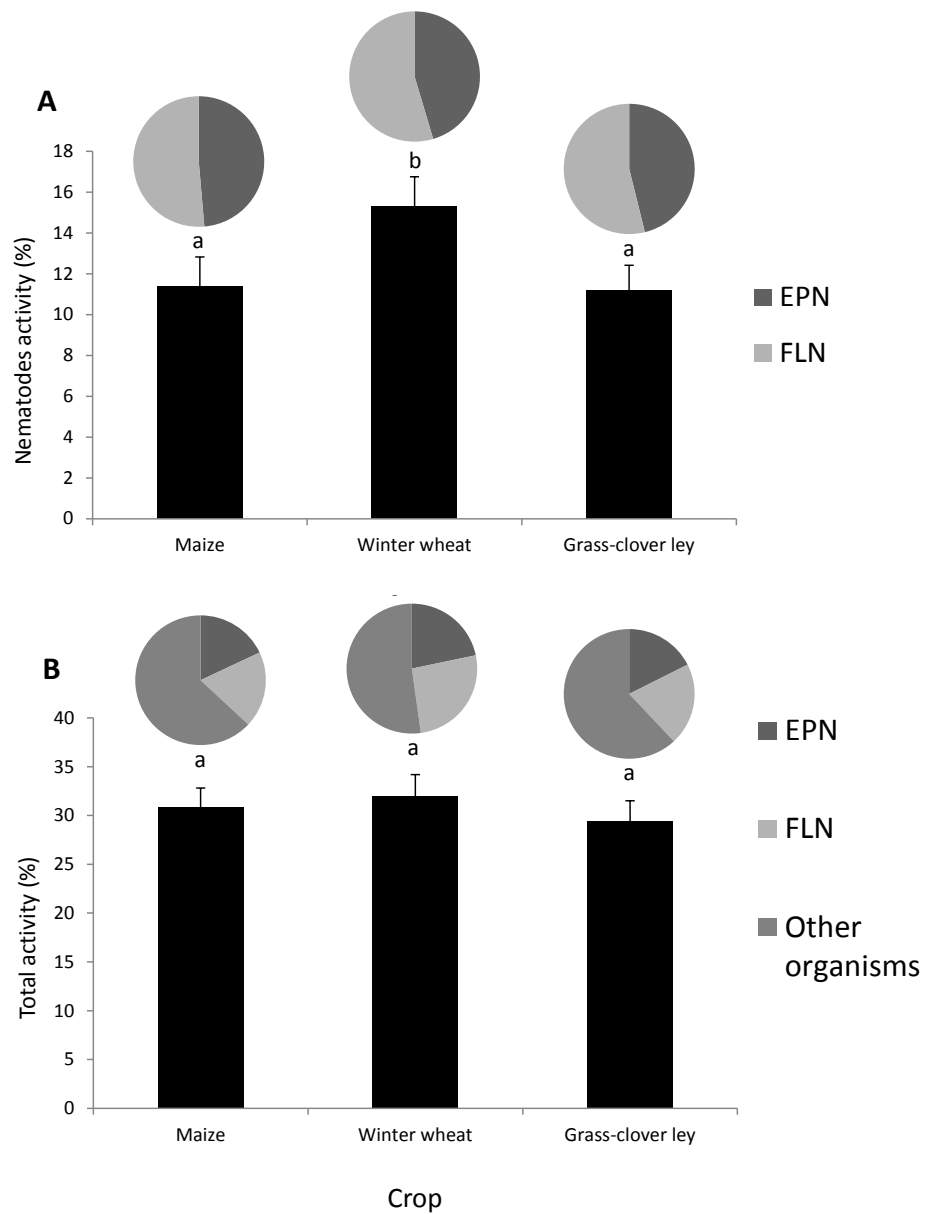 A
18
16
14
12
10
8
6
4
2
0
Nematodes activity (%)
a
b
a
Maize
Winter wheat
Grass-clover ley
EPN
FLN
B
40
35
30
25
20
15
10
5
0
Total activity (%)
a
a
a
Maize
Winter wheat
Grass-clover ley
EPN
FLN
Other
organisms
Crop